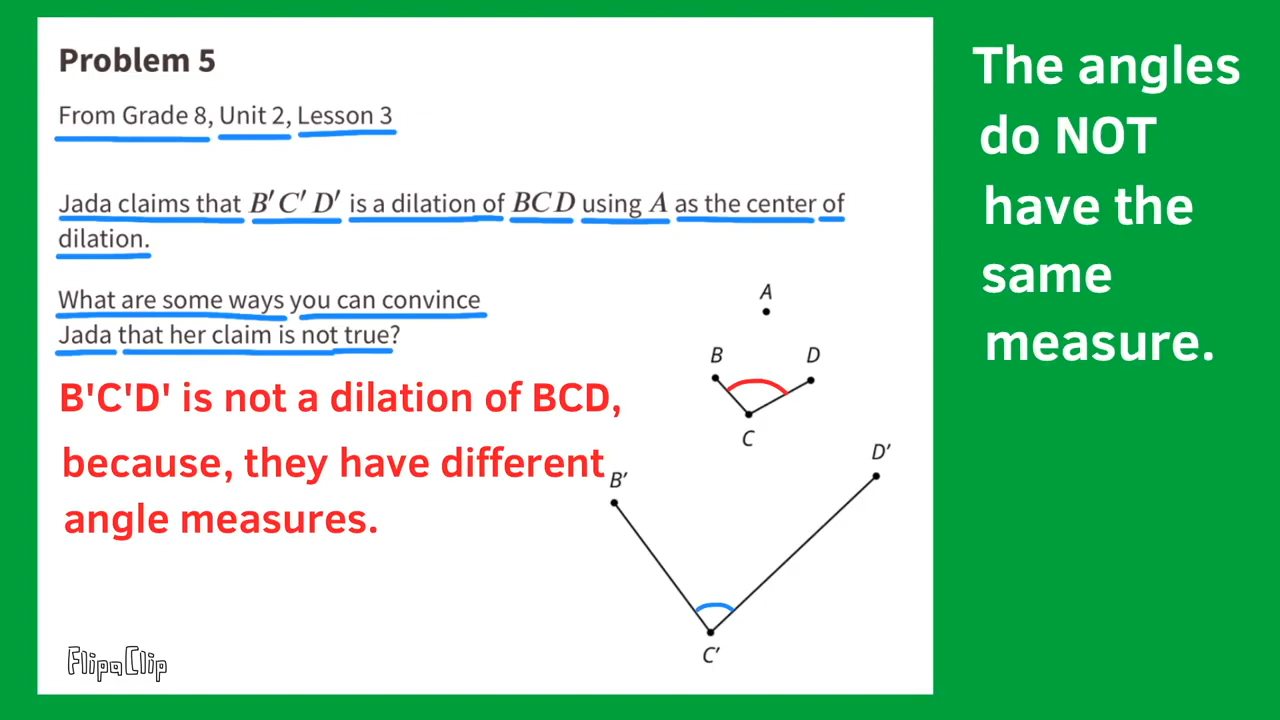 Problem 5
From Grade 8, Unit 2, Lesson 3
Jada claims that B′C′D′ is a dilation of BCD using A as the center of
dilation.
What are some ways you can convince
Jada that her claim is not true?
B'C'D' is not a dilation of BCD,
because, they have different
angle measures.
A
B
D
C
B′
D′
C′
FlipaClip
The angles
do NOT
have the
same
measure.